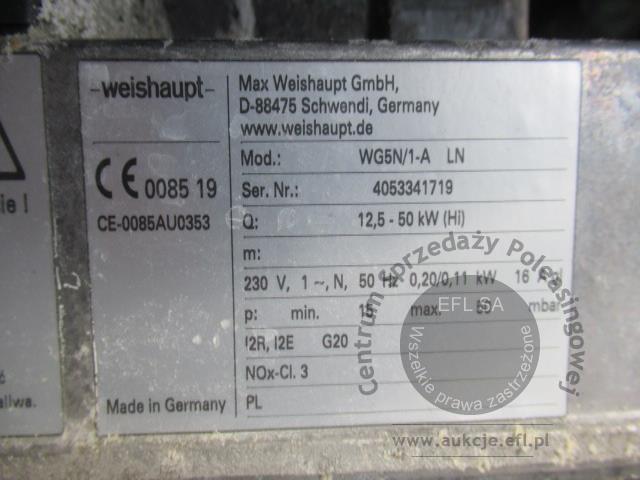 -weishaupt-
CE 0085 19
CE-0085AU0353
Made in Germany
Max Weishaupt GmbH,
D-88475 Schwendi, Germany
www.weishaupt.de
Mod.: WG5N/1-A LN
Ser. Nr.: 4053341719
Q: 12,5 - 50 kW (Hi)
m:
230 V, 1 ~, N, 50 Hz 0,20/0,11 kW 16 A gl
p: min. 15 max. 60 mbar
I2R, I2E G20
NOx-Cl. 3
PL
Centrum Sprzedaży Poleasingowej
EFL SA
Wszelkie prawa zastrzeżone
www.aukcje.efl.pl